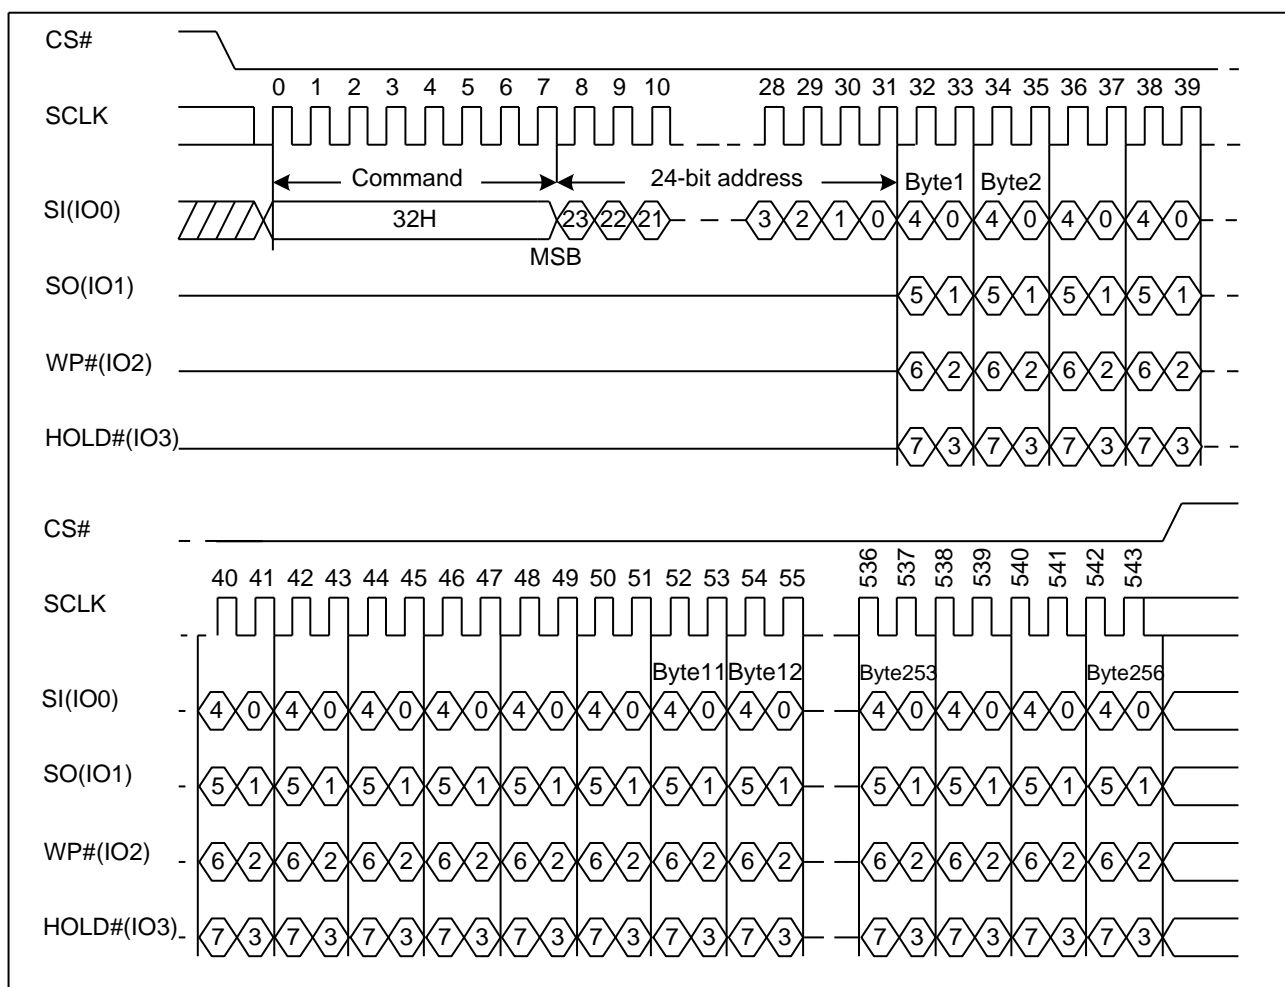 CS#
0 1 2 3 4 5 6 7 8 9 10 28 29 30 31 32 33 34 35 36 37 38 39
SCLK
Command 24-bit address Byte1 Byte2
SI(IO0) 32H 23 22 21 3 2 1 0 4 0 4 0 4 0 4 0
MSB
SO(IO1) 5 1 5 1 5 1 5 1
WP#(IO2) 6 2 6 2 6 2 6 2
HOLD#(IO3) 7 3 7 3 7 3 7 3
CS#
40 41 42 43 44 45 46 47 48 49 50 51 52 53 54 55 536 537 538 539 540 541 542 543
SCLK
Byte11 Byte12 Byte253 Byte256
SI(IO0) 4 0 4 0 4 0 4 0 4 0 4 0 4 0 4 0 4 0 4 0 4 0 4 0
SO(IO1) 5 1 5 1 5 1 5 1 5 1 5 1 5 1 5 1 5 1 5 1 5 1 5 1
WP#(IO2) 6 2 6 2 6 2 6 2 6 2 6 2 6 2 6 2 6 2 6 2 6 2 6 2
HOLD#(IO3) 7 3 7 3 7 3 7 3 7 3 7 3 7 3 7 3 7 3 7 3 7 3 7 3